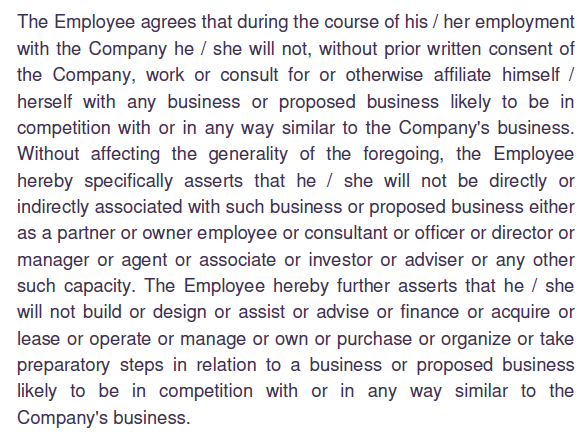 The Employee agrees that during the course of his / her employment
with the Company he / she will not, without prior written consent of
the Company, work or consult for or otherwise affiliate himself /
herself with any business or proposed business likely to be in
competition with or in any way similar to the Company's business.
Without affecting the generality of the foregoing, the Employee
hereby specifically asserts that he / she will not be directly or
indirectly associated with such business or proposed business either
as a partner or owner employee or consultant or officer or director or
manager or agent or associate or investor or adviser or any other
such capacity. The Employee hereby further asserts that he / she
will not build or design or assist or advise or finance or acquire or
lease or operate or manage or own or purchase or organize or take
preparatory steps in relation to a business or proposed business
likely to be in competition with or in any way similar to the
Company's business.